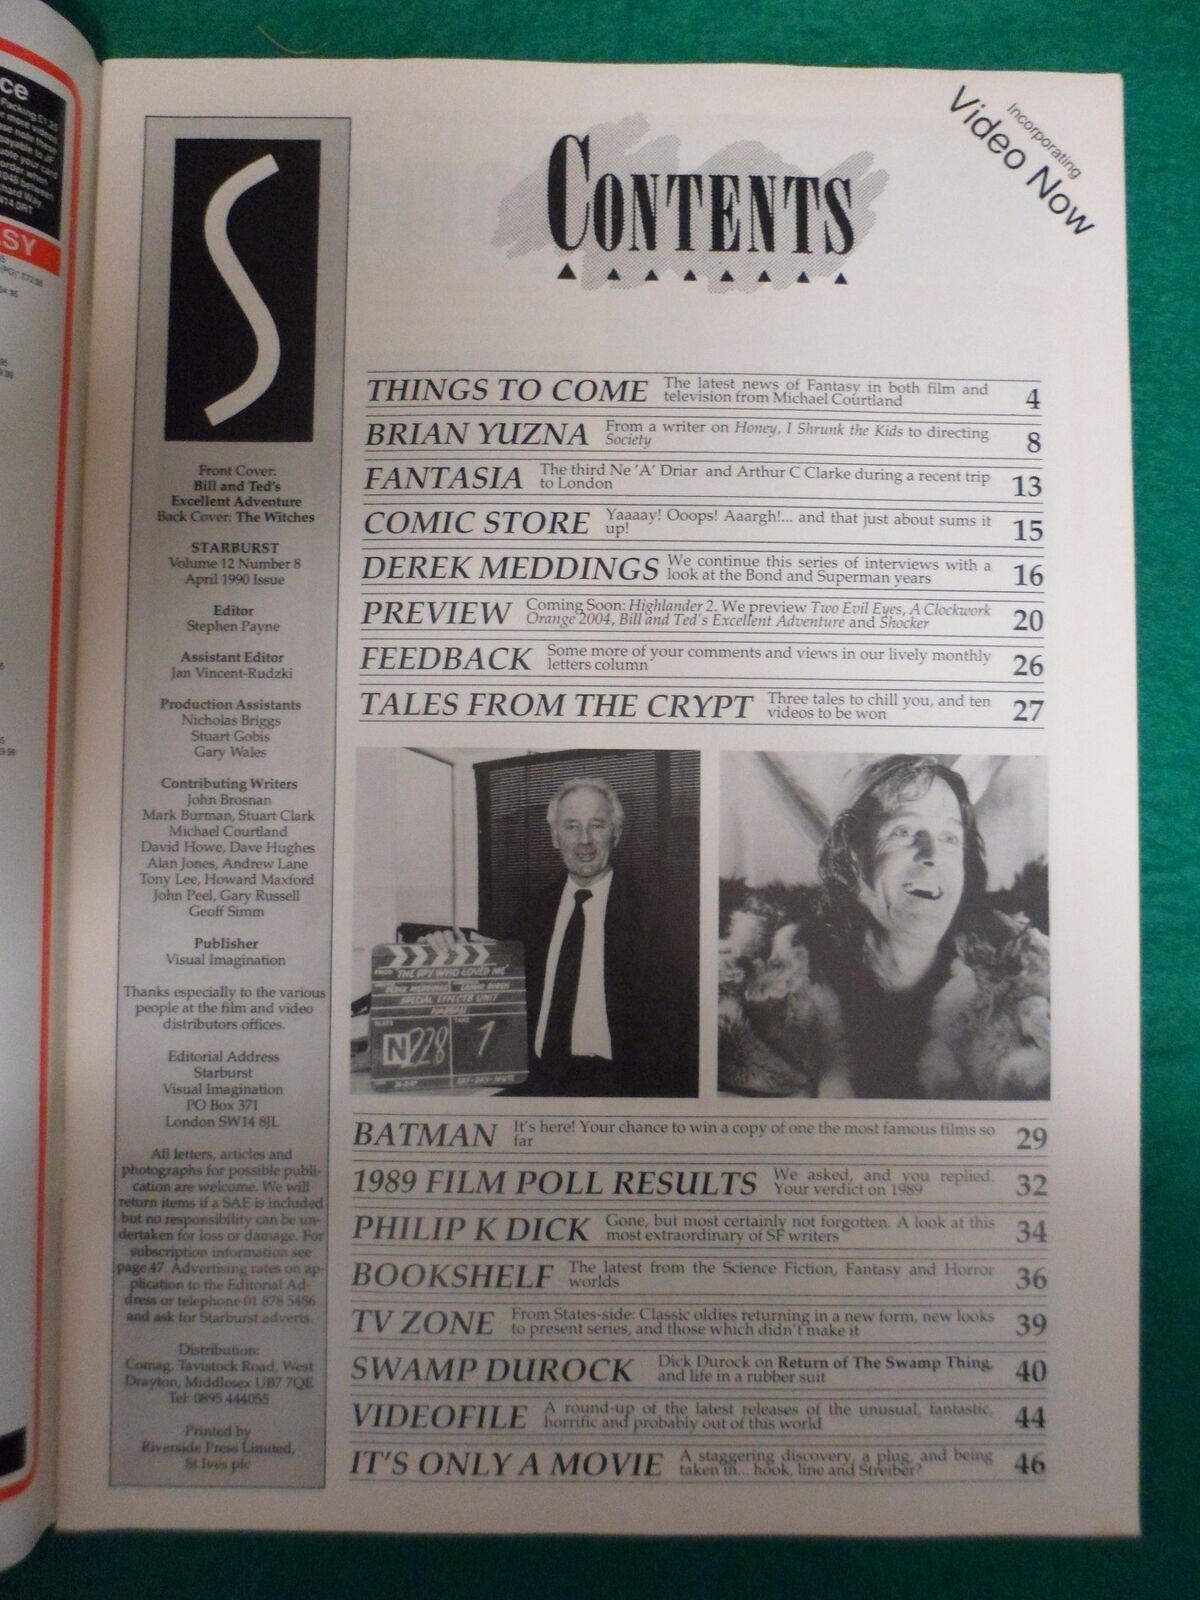 ce
SY
CONTENTS
Incorporating
Video Now
Front Cover:
Bill and Ted's
Excellent Adventure
Back Cover: The Witches
STARBURST
Volume 12 Number 8
April 1990 Issue
Editor
Stephen Payne
Assistant Editor
Jan Vincent-Rudzki
Production Assistants
Nicholas Briggs
Stuart Gobis
Gary Wales
Contributing Writers
John Brosnan
Mark Burman, Stuart Clark
Michael Courtland
David Howe, Dave Hughes
Alan Jones, Andrew Lane
Tony Lee, Howard Maxford
John Peel, Gary Russell
Geoff Simm
Publisher
Visual Imagination
Thanks especially to the various
people at the film and video
distributors offices.
Editorial Address
Starburst
Visual Imagination
PO Box 371
London SW14 8JL
All letters, articles and
photographs for possible publi-
cation are welcome. We will
return items if a SAE is included
but no responsibility can be un-
dertaken for loss or damage. For
subscription information see
page 47. Advertising rates on ap-
plication to the Editorial Ad-
dress or telephone 01 878 5486
and ask for Starburst adverts.
Distribution:
Comag, Tavistock Road, West
Drayton, Middlesex UB7 7QE
Tel: 0895 444055
Printed by
Riverside Press Limited,
St Ives plc
THINGS TO COME The latest news of Fantasy in both film and
television from Michael Courtland 4
BRIAN YUZNA From a writer on Honey, I Shrunk the Kids to directing
Society 8
FANTASIA The third Ne 'A' Driar and Arthur C Clarke during a recent trip
to London 13
COMIC STORE Yaaaay! Ooops! Aaargh!... and that just about sums it
up! 15
DEREK MEDDINGS We continue this series of interviews with a
look at the Bond and Superman years 16
PREVIEW Coming Soon: Highlander 2. We preview Two Evil Eyes, A Clockwork
Orange 2004, Bill and Ted's Excellent Adventure and Shocker 20
FEEDBACK Some more of your comments and views in our lively monthly
letters column 26
TALES FROM THE CRYPT Three tales to chill you, and ten
videos to be won 27
"THE SPY WHO LOVED ME"
DEREK MEDDINGS
SPECIAL EFFECTS UNIT
NASSAU
SLATE TAKE
N228 1
BATMAN It's here! Your chance to win a copy of one the most famous films so
far 29
1989 FILM POLL RESULTS We asked, and you replied.
Your verdict on 1989 32
PHILIP K DICK Gone, but most certainly not forgotten. A look at this
most extraordinary of SF writers 34
BOOKSHELF The latest from the Science Fiction, Fantasy and Horror
worlds 36
TV ZONE From States-side: Classic oldies returning in a new form, new looks
to present series, and those which didn't make it 39
SWAMP DUROCK Dick Durock on Return of The Swamp Thing,
and life in a rubber suit 40
VIDEOFILE A round-up of the latest releases of the unusual, fantastic,
horrific and probably out of this world 44
IT'S ONLY A MOVIE A staggering discovery, a plug, and being
taken in... hook, line and Streiber? 46